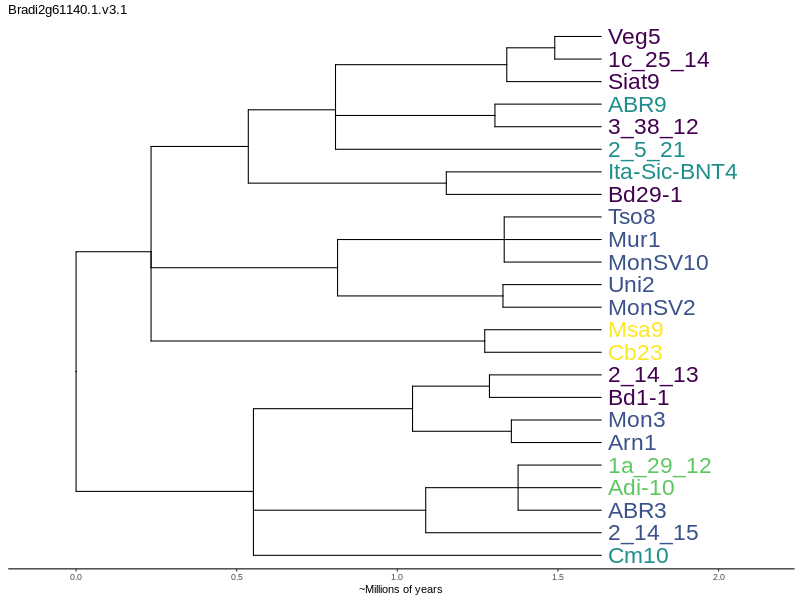 Bradi2g61140.1.v3.1
Veg5
1c_25_14
Siat9
ABR9
3_38_12
2_5_21
Ita-Sic-BNT4
Bd29-1
Tso8
Mur1
MonSV10
Uni2
MonSV2
Msa9
Cb23
2_14_13
Bd1-1
Mon3
Arn1
1a_29_12
Adi-10
ABR3
2_14_15
Cm10
0.0 0.5 1.0 1.5 2.0
~Millions of years